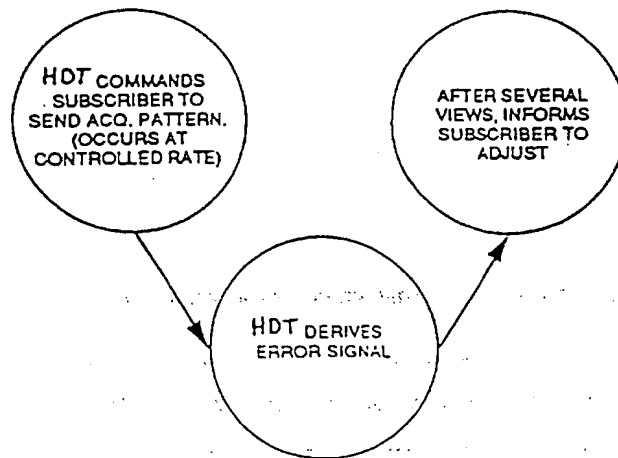 HDT COMMANDS
SUBSCRIBER TO
SEND ACQ. PATTERN.
(OCCURS AT
CONTROLLED RATE)
AFTER SEVERAL
VIEWS, INFORMS
SUBSCRIBER TO
ADJUST
HDT DERIVES
ERROR SIGNAL